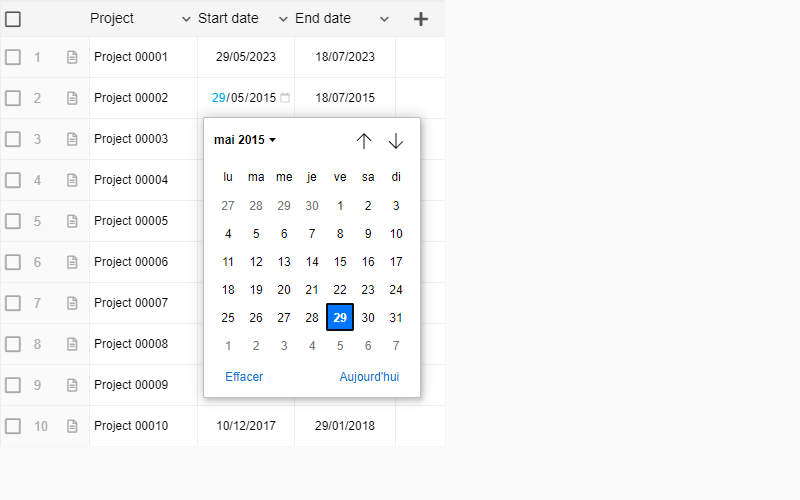 Project Start date End date
1 Project 00001 29/05/2023 18/07/2023
2 Project 00002 29/05/2015 18/07/2015
3 Project 00003
4 Project 00004
5 Project 00005
6 Project 00006
7 Project 00007
8 Project 00008
9 Project 00009
10 Project 00010 10/12/2017 29/01/2018
mai 2015
lu ma me je ve sa di
27 28 29 30 1 2 3
4 5 6 7 8 9 10
11 12 13 14 15 16 17
18 19 20 21 22 23 24
25 26 27 28 29 30 31
1 2 3 4 5 6 7
Effacer Aujourd'hui